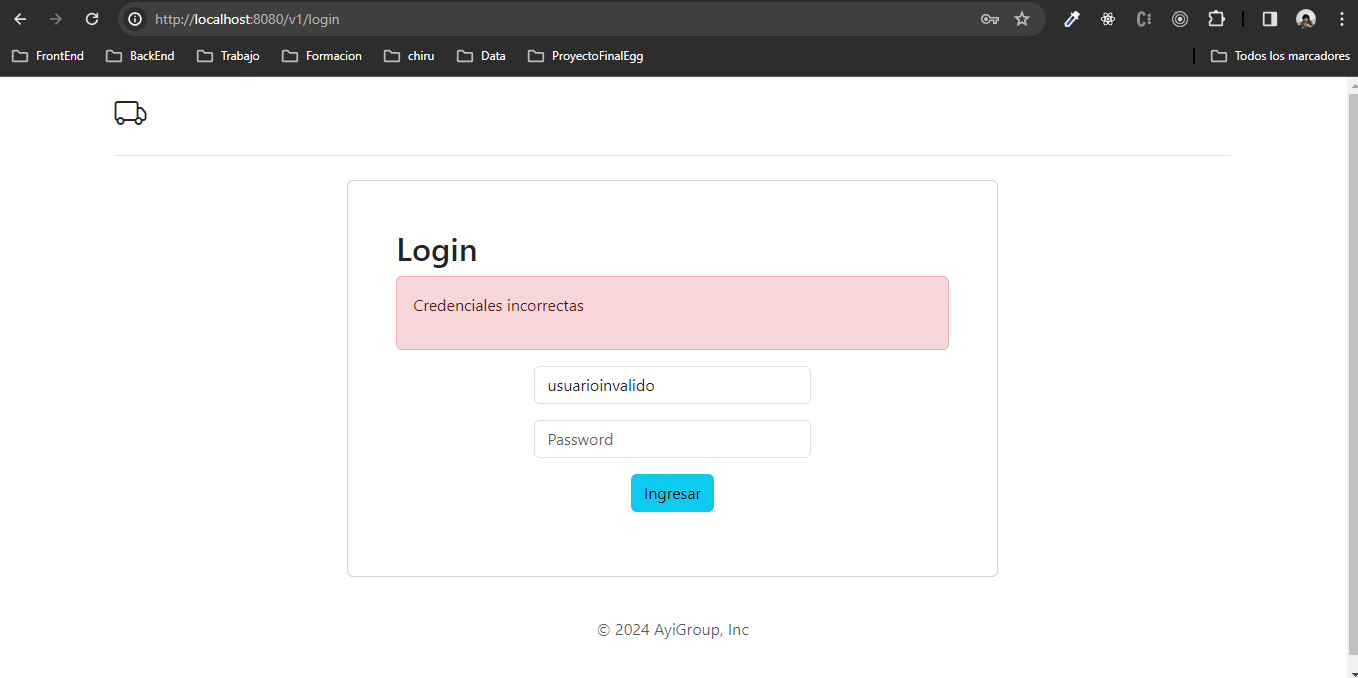 http://localhost:8080/v1/login
FrontEnd BackEnd Trabajo Formacion chiru Data ProyectoFinalEgg Todos los marcadores
Login
Credenciales incorrectas
usuarioinvalido
Password
Ingresar
© 2024 AyiGroup, Inc